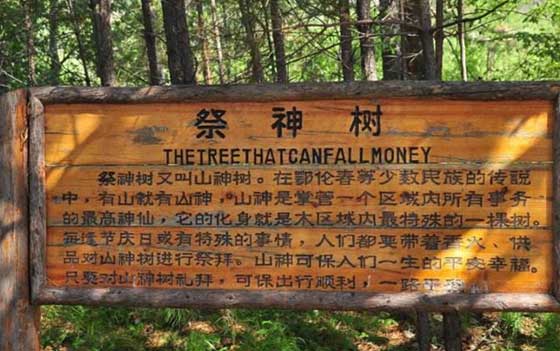 祭神树
THETREETHATCANFALLMONEY
祭神树又叫山神树。在鄂伦春等少数民族的传说
中,有山就有山神,山神是掌管一个区域内所有事务
的最高神仙,它的化身就是本区域内最特殊的一棵树。
每逢节庆日或有特殊的事情,人们都要带着香火、供
品对山神树进行祭拜。山神可保人们一生的平安幸福。
只要对山神树礼拜,可保出行顺利,一路平安